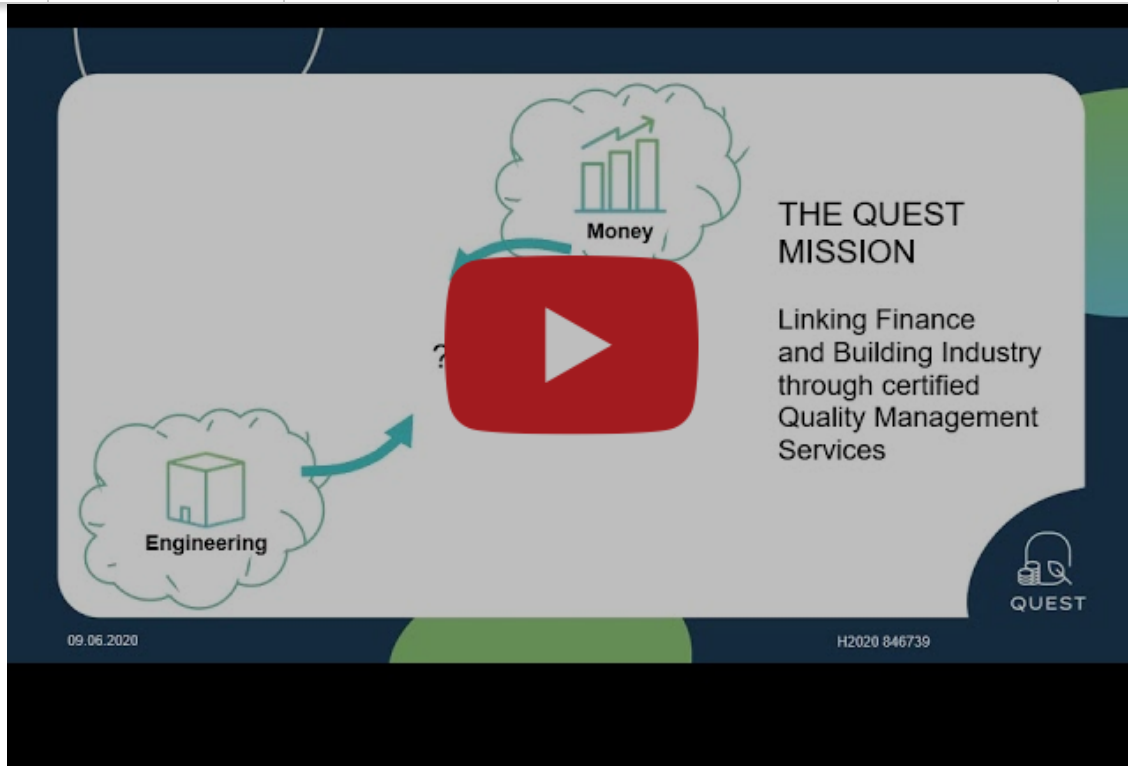 Money
THE QUEST
MISSION
Linking Finance
and Building Industry
through certified
Quality Management
Services
?
Engineering
QUEST
09.06.2020
H2020 846739